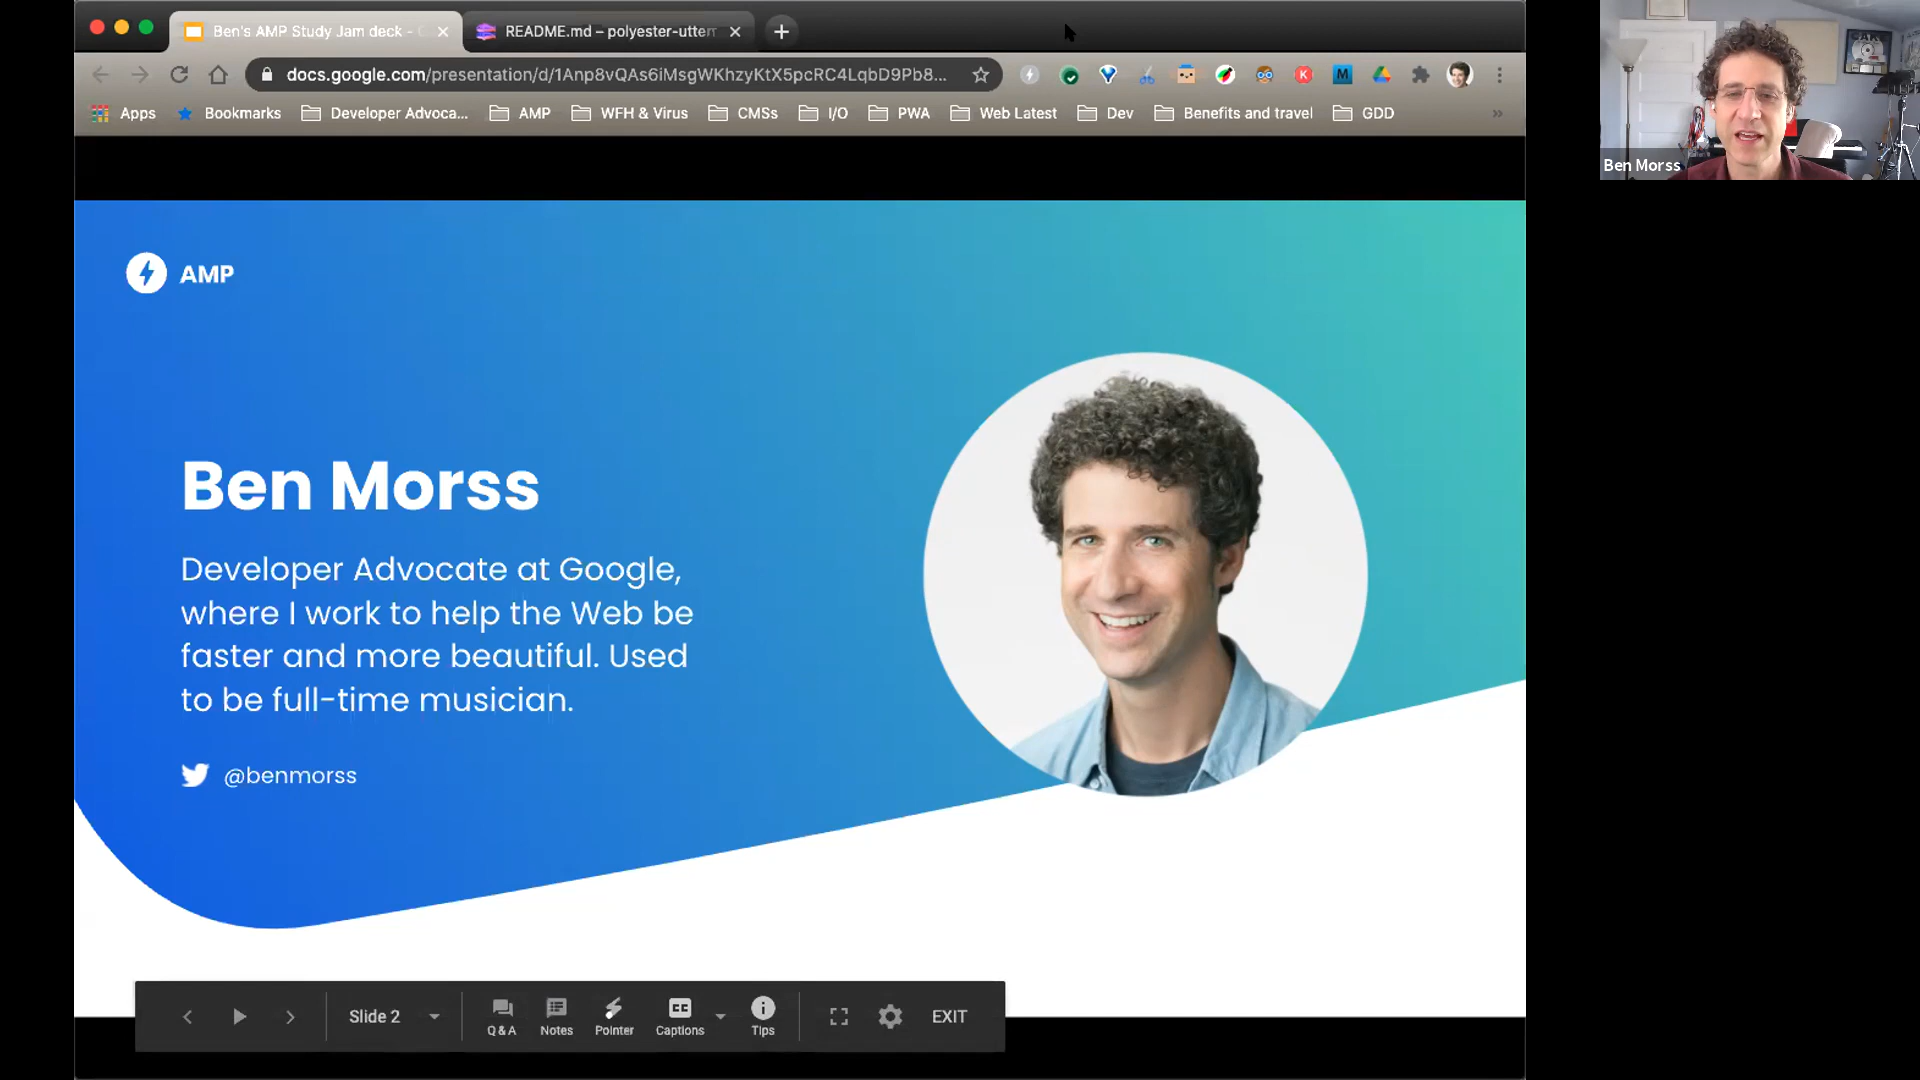 Ben's AMP Study Jam deck -
README.md – polyester-utter
docs.google.com/presentation/d/1Anp8vQAs6iMsgWKhzyKtX5pcRC4LqbD9Pb8...
Apps
Bookmarks
Developer Advoca...
AMP
WFH & Virus
CMSs
I/O
PWA
Web Latest
Dev
Benefits and travel
GDD
»
Ben Morss
AMP
Ben Morss
Developer Advocate at Google,
where I work to help the Web be
faster and more beautiful. Used
to be full-time musician.
@benmorss
Slide 2
Q & A
Notes
Pointer
CC
Captions
Tips
EXIT